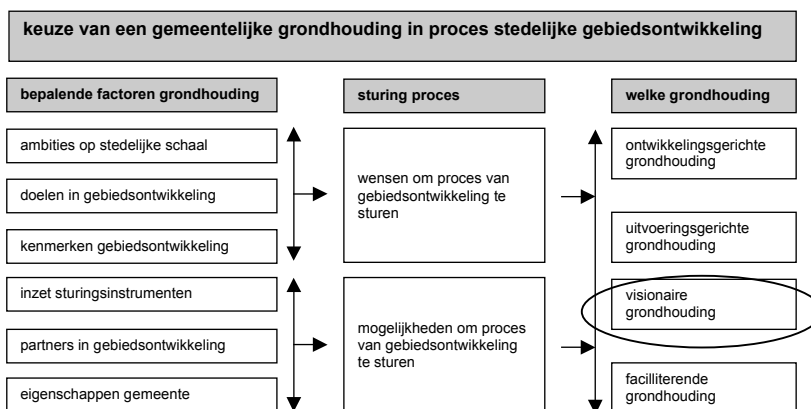 keuze van een gemeentelijke grondhouding in proces stedelijke gebiedsontwikkeling
bepalende factoren grondhouding
ambities op stedelijke schaal
doelen in gebiedsontwikkeling
kenmerken gebiedsontwikkeling
inzet sturingsinstrumenten
partners in gebiedsontwikkeling
eigenschappen gemeente
sturing proces
wensen om proces van
gebiedsontwikkeling te
sturen
mogelijkheden om proces
van gebiedsontwikkeling
te sturen
welke grondhouding
ontwikkelingsgerichte
grondhouding
uitvoeringsgerichte
grondhouding
visionaire
grondhouding
facilliterende
grondhouding